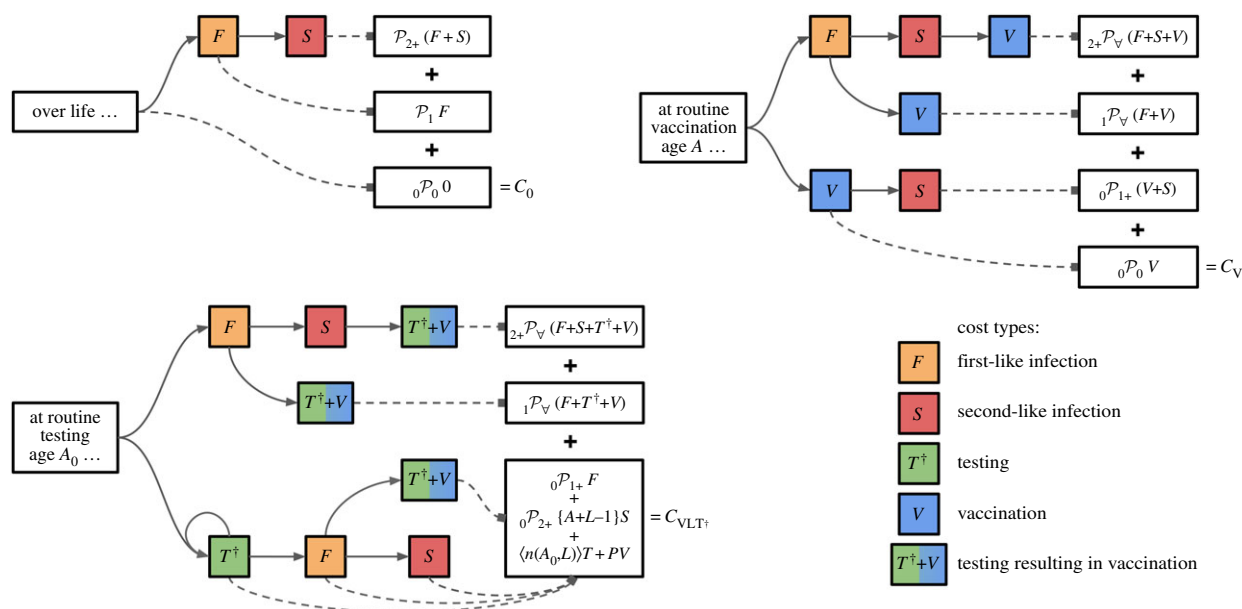 F
S
𝒫₂₊ (F + S)
+
over life ...
𝒫₁ F
+
₀𝒫₀ 0
= C₀
F
S
V
₂₊𝒫∀ (F+S+V)
+
at routine
vaccination
age A ...
V
₁𝒫∀ (F+V)
+
V
S
₀𝒫₁₊ (V+S)
+
₀𝒫₀ V
= C_V
F
S
T†+V
₂₊𝒫∀ (F+S+T†+V)
+
T†+V
₁𝒫∀ (F+T†+V)
+
at routine
testing
age A₀ ...
T†+V
T†
F
S
₀𝒫₁₊ F
+
₀𝒫₂₊ {A+L–1}S
+
⟨n(A₀,L)⟩T + PV
= C_VLT†
cost types:
F first-like infection
S second-like infection
T† testing
V vaccination
T†+V testing resulting in vaccination